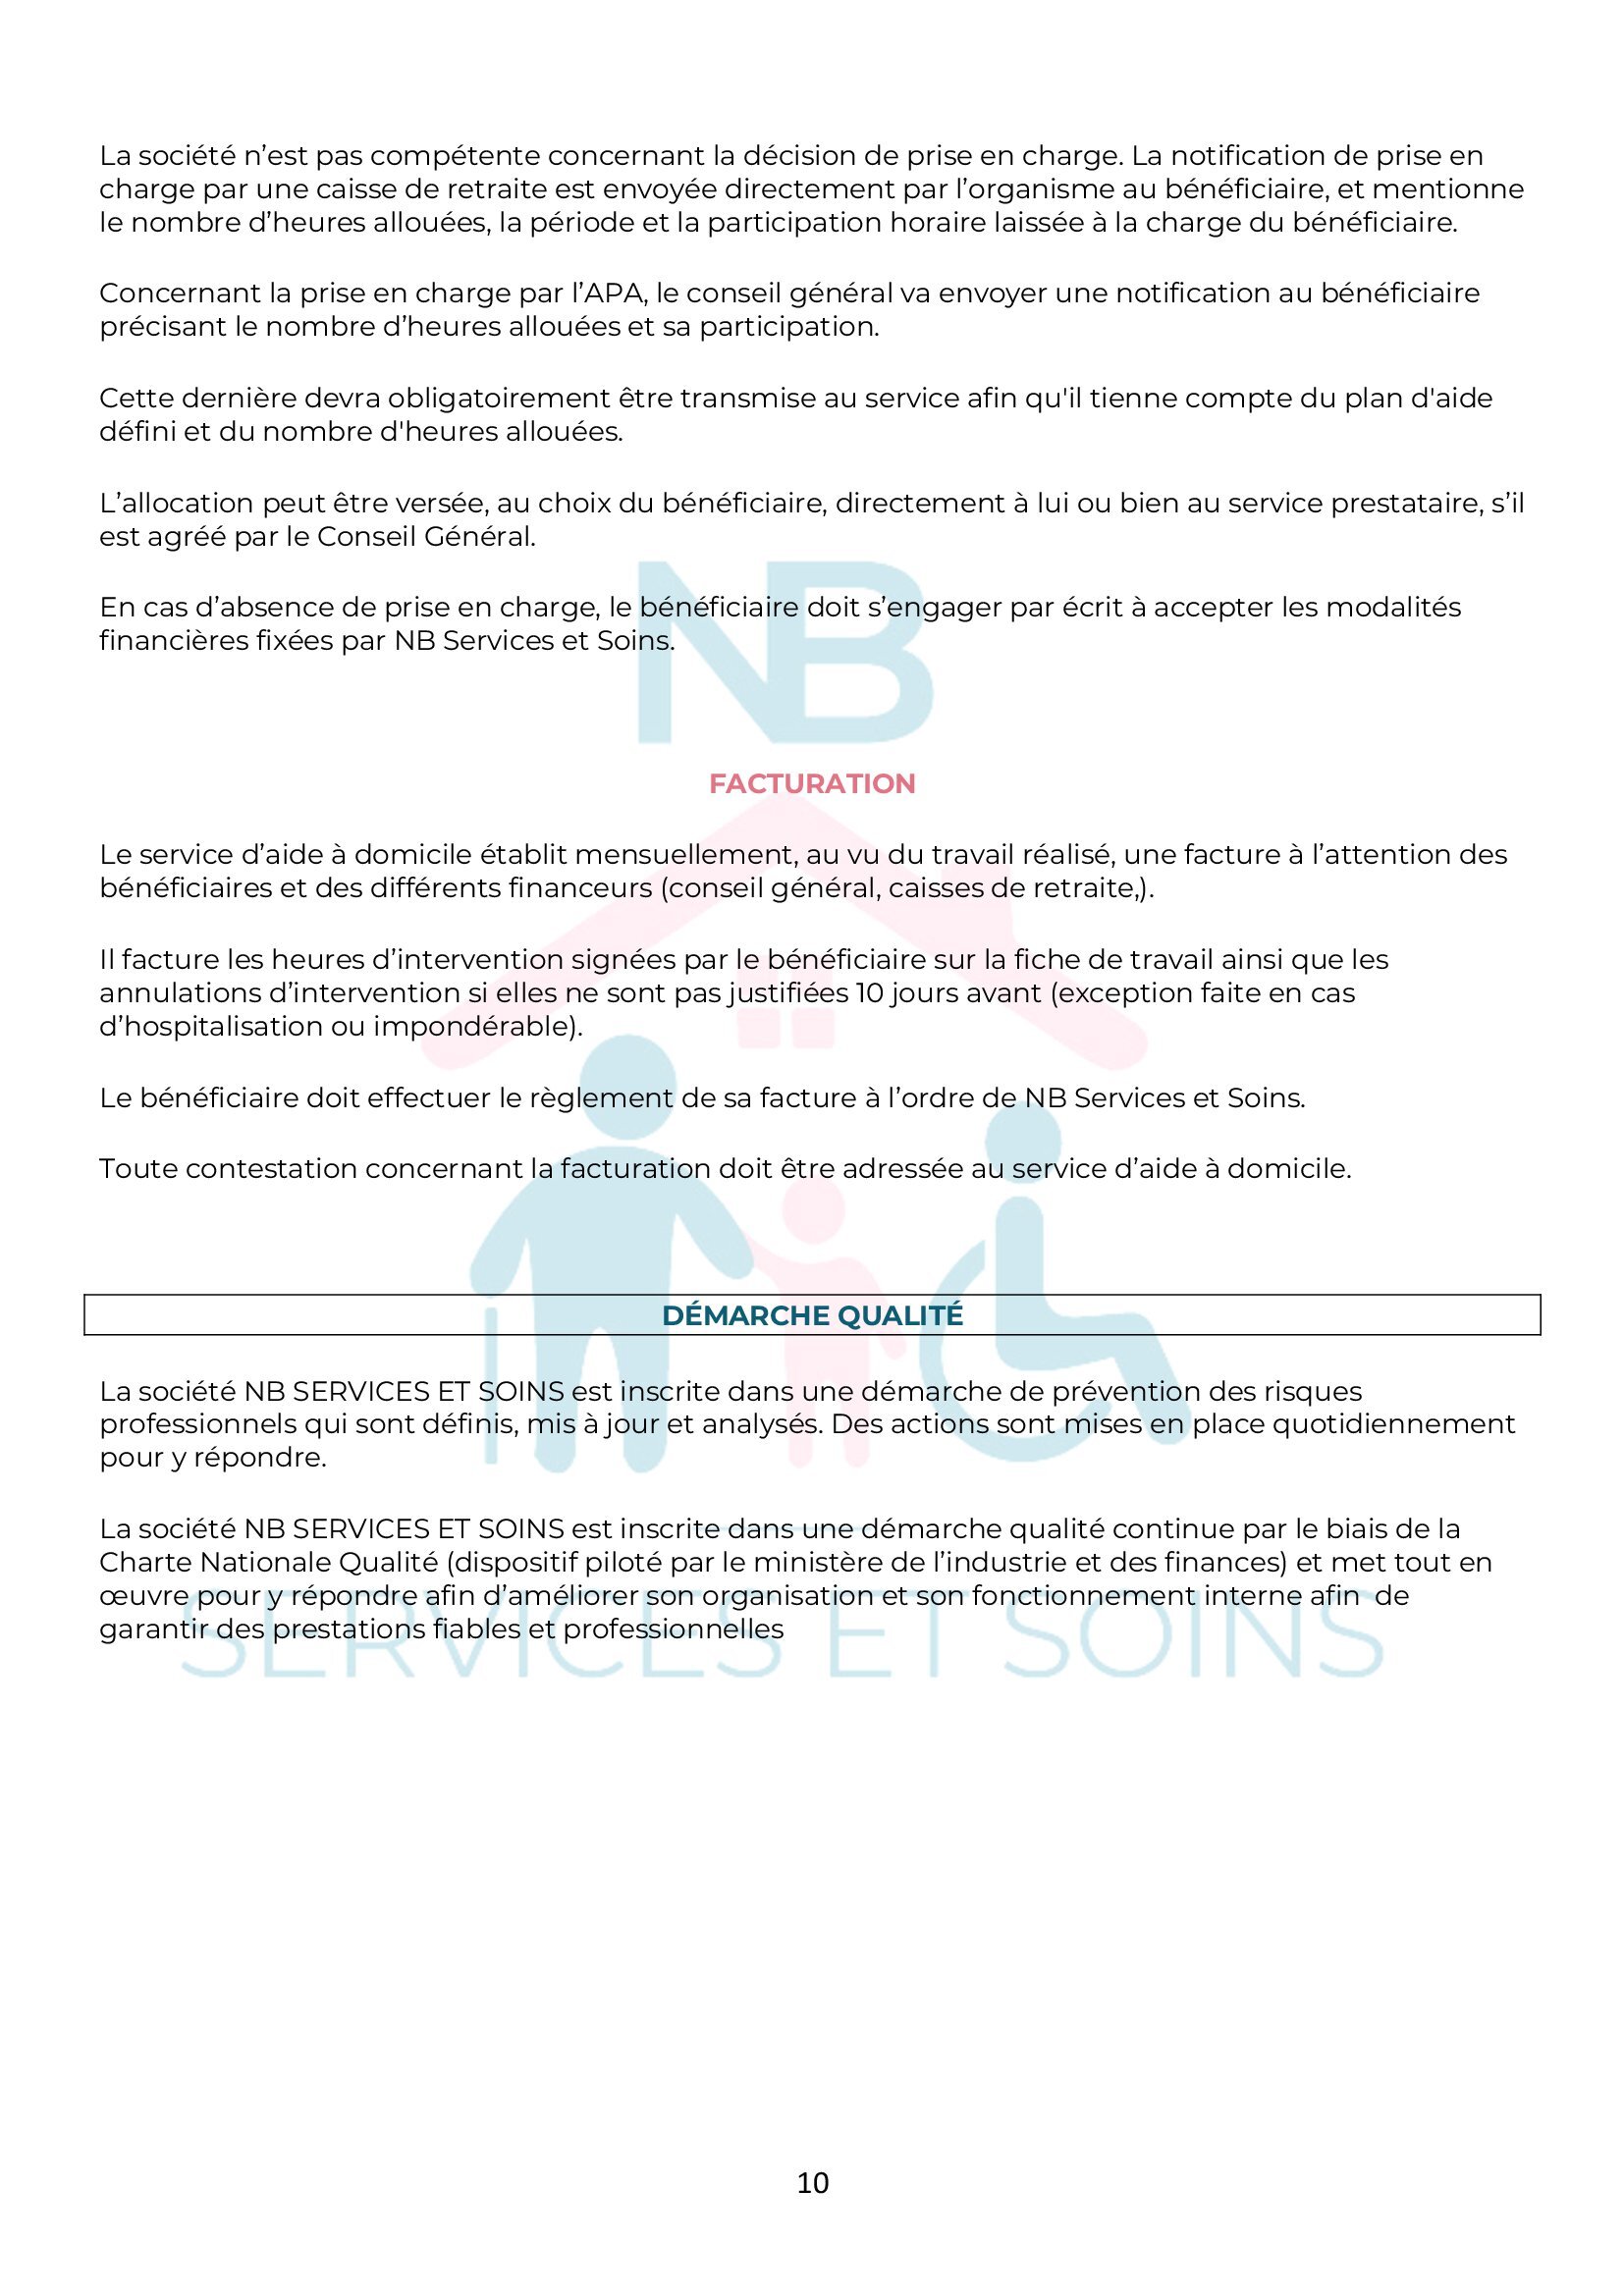 La société n’est pas compétente concernant la décision de prise en charge. La notification de prise en
charge par une caisse de retraite est envoyée directement par l’organisme au bénéficiaire, et mentionne
le nombre d’heures allouées, la période et la participation horaire laissée à la charge du bénéficiaire.
Concernant la prise en charge par l’APA, le conseil général va envoyer une notification au bénéficiaire
précisant le nombre d’heures allouées et sa participation.
Cette dernière devra obligatoirement être transmise au service afin qu'il tienne compte du plan d'aide
défini et du nombre d'heures allouées.
L’allocation peut être versée, au choix du bénéficiaire, directement à lui ou bien au service prestataire, s’il
est agréé par le Conseil Général.
En cas d’absence de prise en charge, le bénéficiaire doit s’engager par écrit à accepter les modalités
financières fixées par NB Services et Soins.
NB
FACTURATION
Le service d’aide à domicile établit mensuellement, au vu du travail réalisé, une facture à l’attention des
bénéficiaires et des différents financeurs (conseil général, caisses de retraite,).
Il facture les heures d’intervention signées par le bénéficiaire sur la fiche de travail ainsi que les
annulations d’intervention si elles ne sont pas justifiées 10 jours avant (exception faite en cas
d’hospitalisation ou impondérable).
Le bénéficiaire doit effectuer le règlement de sa facture à l’ordre de NB Services et Soins.
Toute contestation concernant la facturation doit être adressée au service d’aide à domicile.
DÉMARCHE QUALITÉ
La société NB SERVICES ET SOINS est inscrite dans une démarche de prévention des risques
professionnels qui sont définis, mis à jour et analysés. Des actions sont mises en place quotidiennement
pour y répondre.
La société NB SERVICES ET SOINS est inscrite dans une démarche qualité continue par le biais de la
Charte Nationale Qualité (dispositif piloté par le ministère de l’industrie et des finances) et met tout en
œuvre pour y répondre afin d’améliorer son organisation et son fonctionnement interne afin  de
garantir des prestations fiables et professionnelles
SERVICES ET SOINS
10